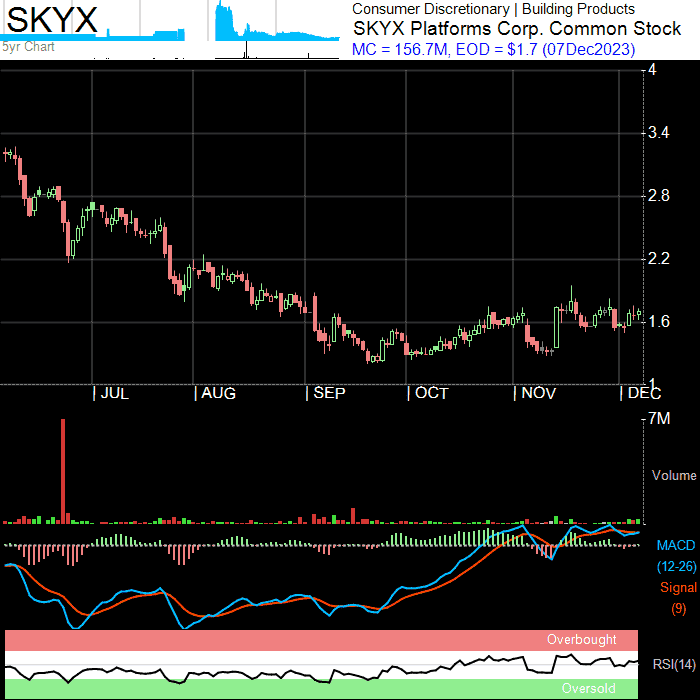 SKYX
5yr Chart
Consumer Discretionary | Building Products
SKYX Platforms Corp. Common Stock
MC = 156.7M, EOD = $1.7 (07Dec2023)
4
3.4
2.8
2.2
1.6
1
| JUL | AUG | SEP | OCT | NOV | DEC
7M
Volume
MACD
(12-26)
Signal
(9)
Overbought
RSI(14)
Oversold